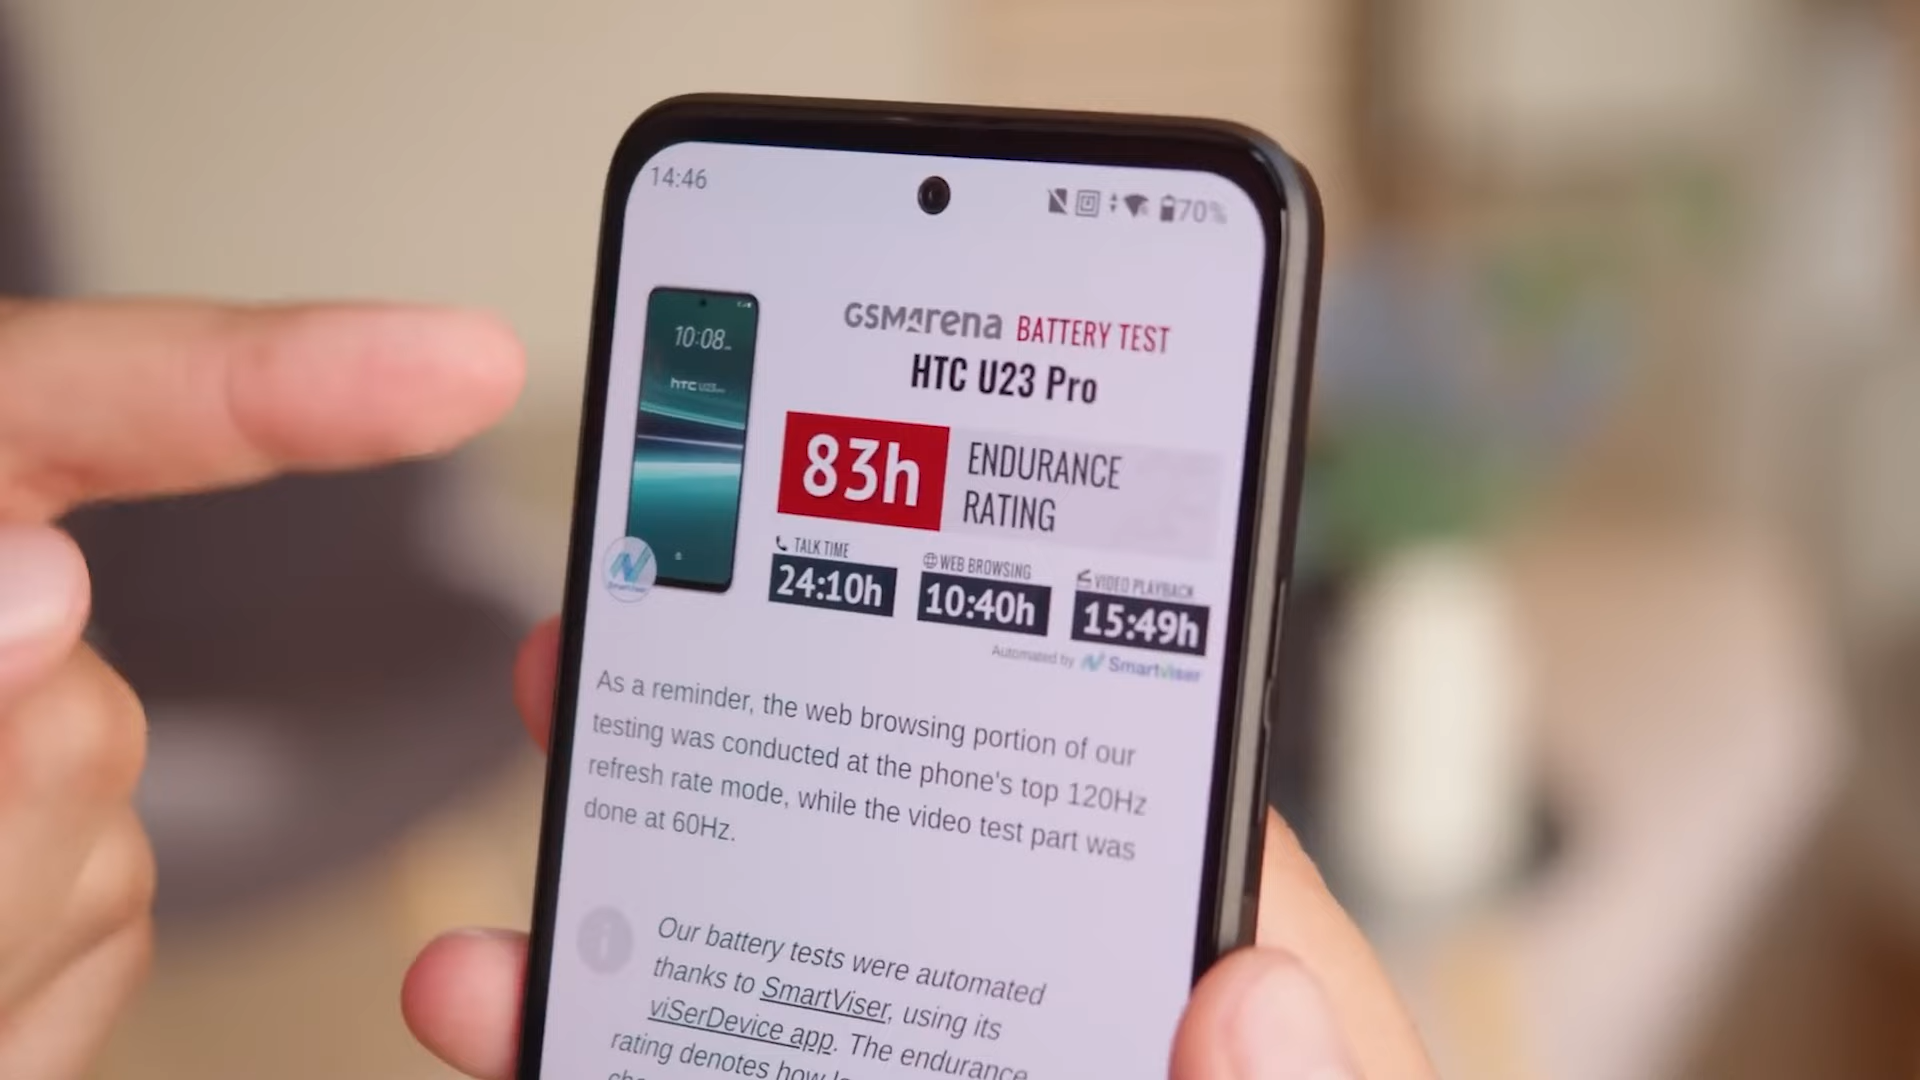 14:46
70%
GSMArena BATTERY TEST
HTC U23 Pro
10:08
hTC U23
83h
ENDURANCE
RATING
TALK TIME
24:10h
WEB BROWSING
10:40h
VIDEO PLAYBACK
15:49h
Automated by SmartViser
As a reminder, the web browsing portion of our
testing was conducted at the phone's top 120Hz
refresh rate mode, while the video test part was
done at 60Hz.
Our battery tests were automated
thanks to SmartViser, using its
viSerDevice app. The endurance
rating denotes how